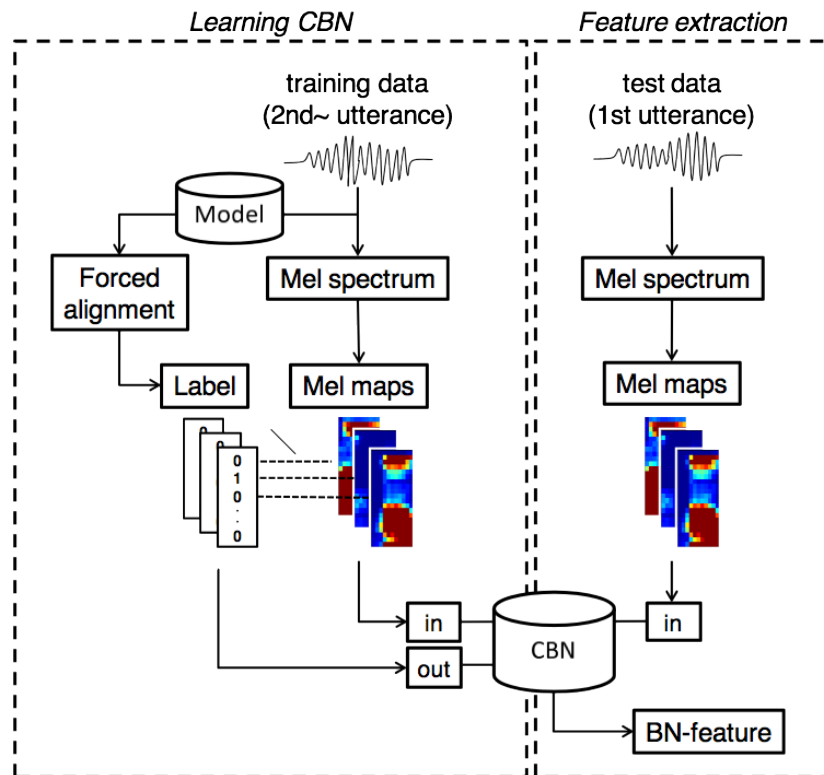 Learning CBN
Feature extraction
training data
(2nd~ utterance)
test data
(1st utterance)
Model
Forced
alignment
Mel spectrum
Mel spectrum
Label
Mel maps
Mel maps
0
1
0
.
.
0
in
in
out
CBN
BN-feature